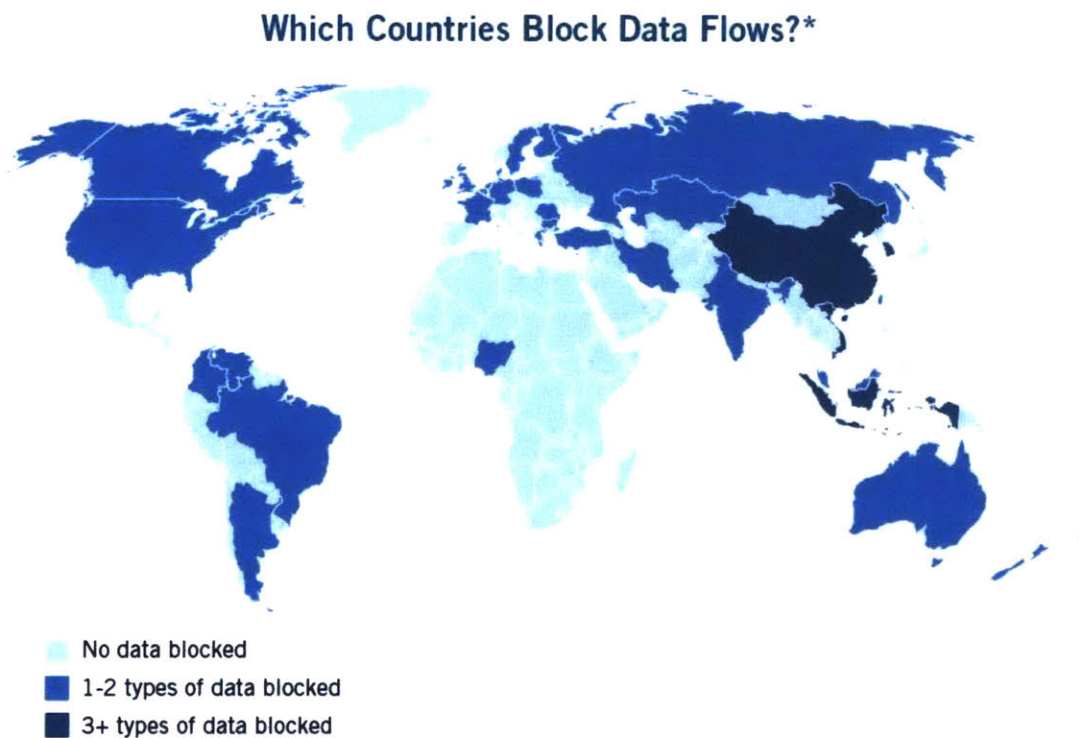 Which Countries Block Data Flows?*
No data blocked
1-2 types of data blocked
3+ types of data blocked